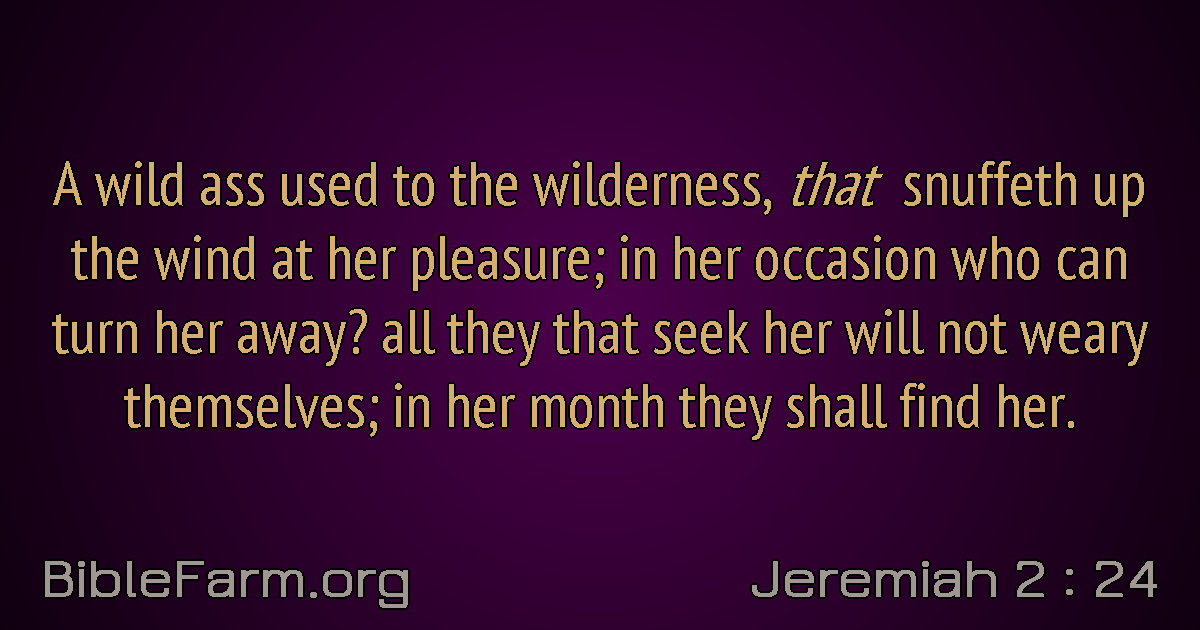 A wild ass used to the wilderness, that snuffeth up
the wind at her pleasure; in her occasion who can
turn her away? all they that seek her will not weary
themselves; in her month they shall find her.
BibleFarm.org
Jeremiah 2 : 24